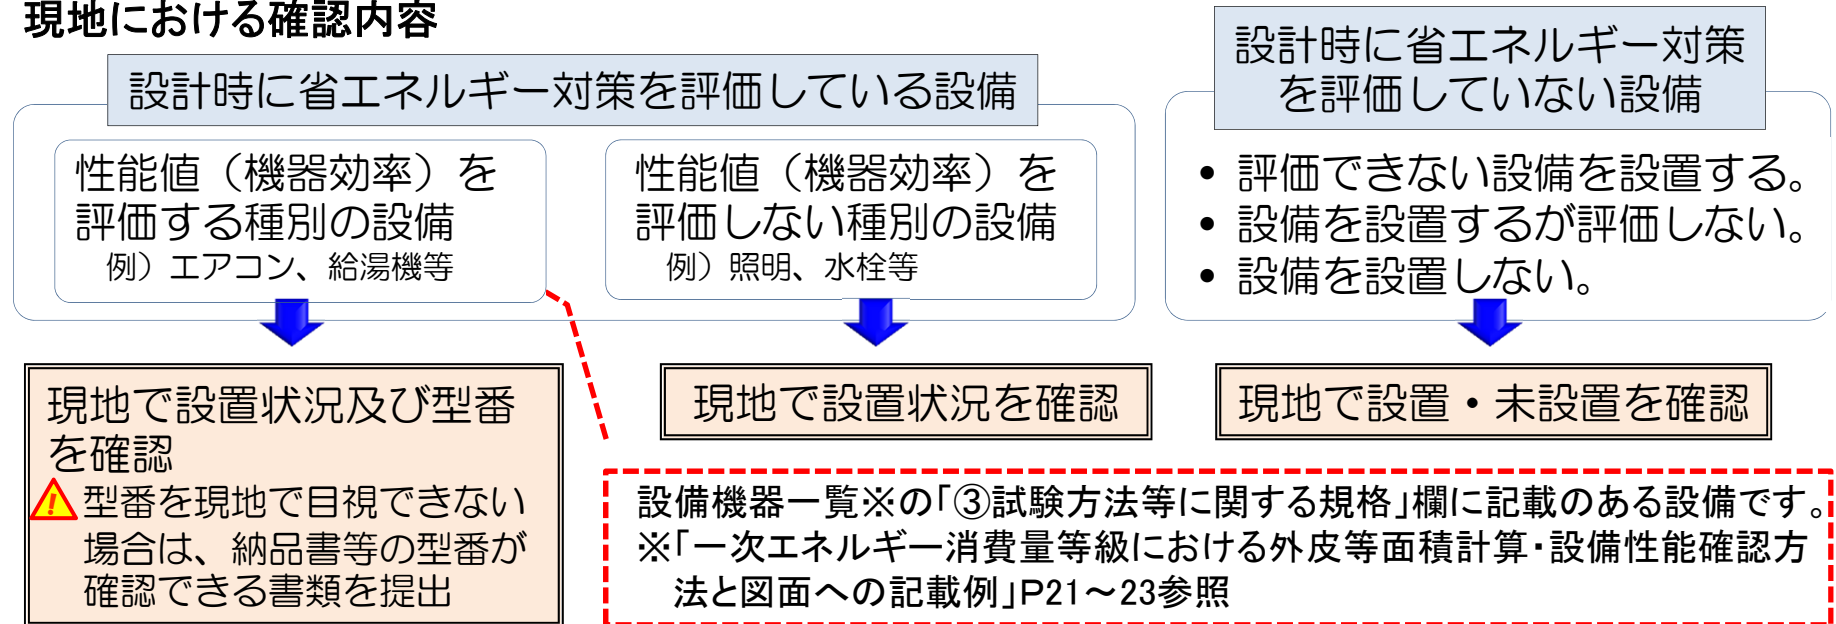 現地における確認内容
設計時に省エネルギー対策を評価している設備
性能値（機器効率）を
評価する種別の設備
例）エアコン、給湯機等
性能値（機器効率）を
評価しない種別の設備
例）照明、水栓等
設計時に省エネルギー対策
を評価していない設備
• 評価できない設備を設置する。
• 設備を設置するが評価しない。
• 設備を設置しない。
現地で設置状況及び型番
を確認
型番を現地で目視できない
場合は、納品書等の型番が
確認できる書類を提出
現地で設置状況を確認
現地で設置・未設置を確認
設備機器一覧※の「③試験方法等に関する規格」欄に記載のある設備です。
※「一次エネルギー消費量等級における外皮等面積計算・設備性能確認方
法と図面への記載例」P21～23参照